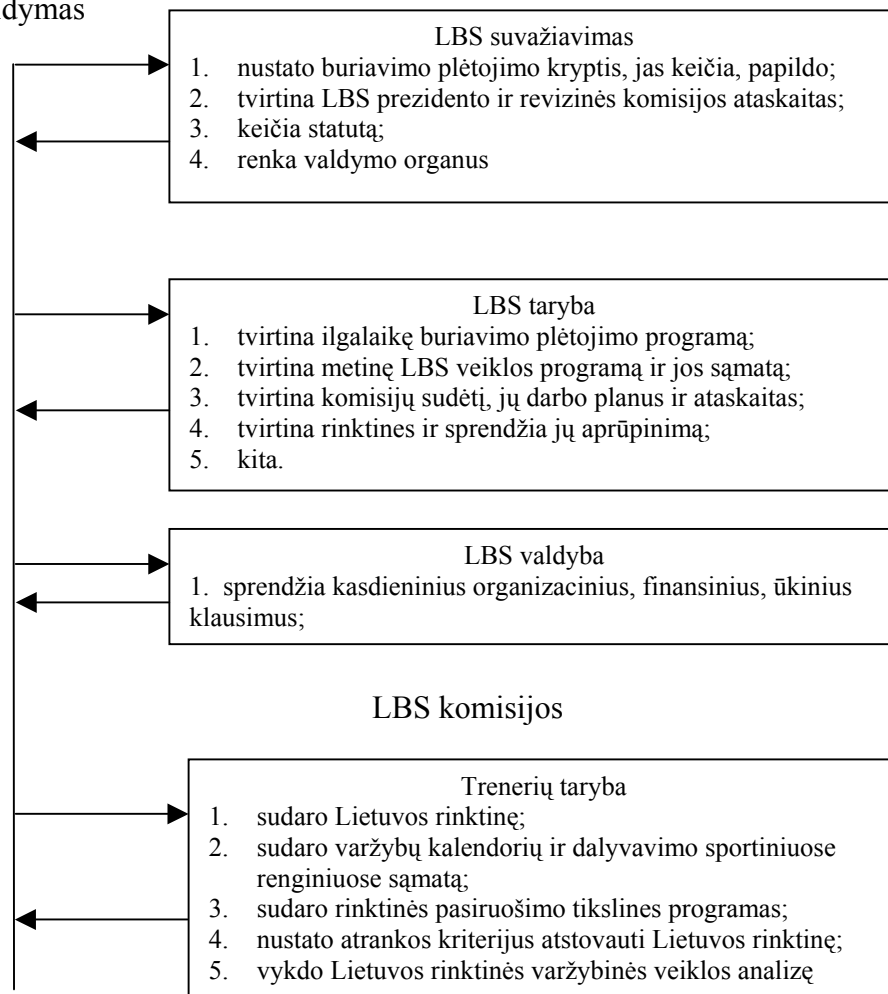 LBS suvažiavimas
1. nustato buriavimo plėtojimo kryptis, jas keičia, papildo;
2. tvirtina LBS prezidento ir revizinės komisijos ataskaitas;
3. keičia statutą;
4. renka valdymo organus
LBS taryba
1. tvirtina ilgalaikę buriavimo plėtojimo programą;
2. tvirtina metinę LBS veiklos programą ir jos sąmatą;
3. tvirtina komisijų sudėtį, jų darbo planus ir ataskaitas;
4. tvirtina rinktines ir sprendžia jų aprūpinimą;
5. kita.
LBS valdyba
1. sprendžia kasdieninius organizacinius, finansinius, ūkinius
klausimus;
LBS komisijos
Trenerių taryba
1. sudaro Lietuvos rinktinę;
2. sudaro varžybų kalendorių ir dalyvavimo sportiniuose
renginiuose sąmatą;
3. sudaro rinktinės pasiruošimo tikslines programas;
4. nustato atrankos kriterijus atstovauti Lietuvos rinktinę;
5. vykdo Lietuvos rinktinės varžybinės veiklos analizę